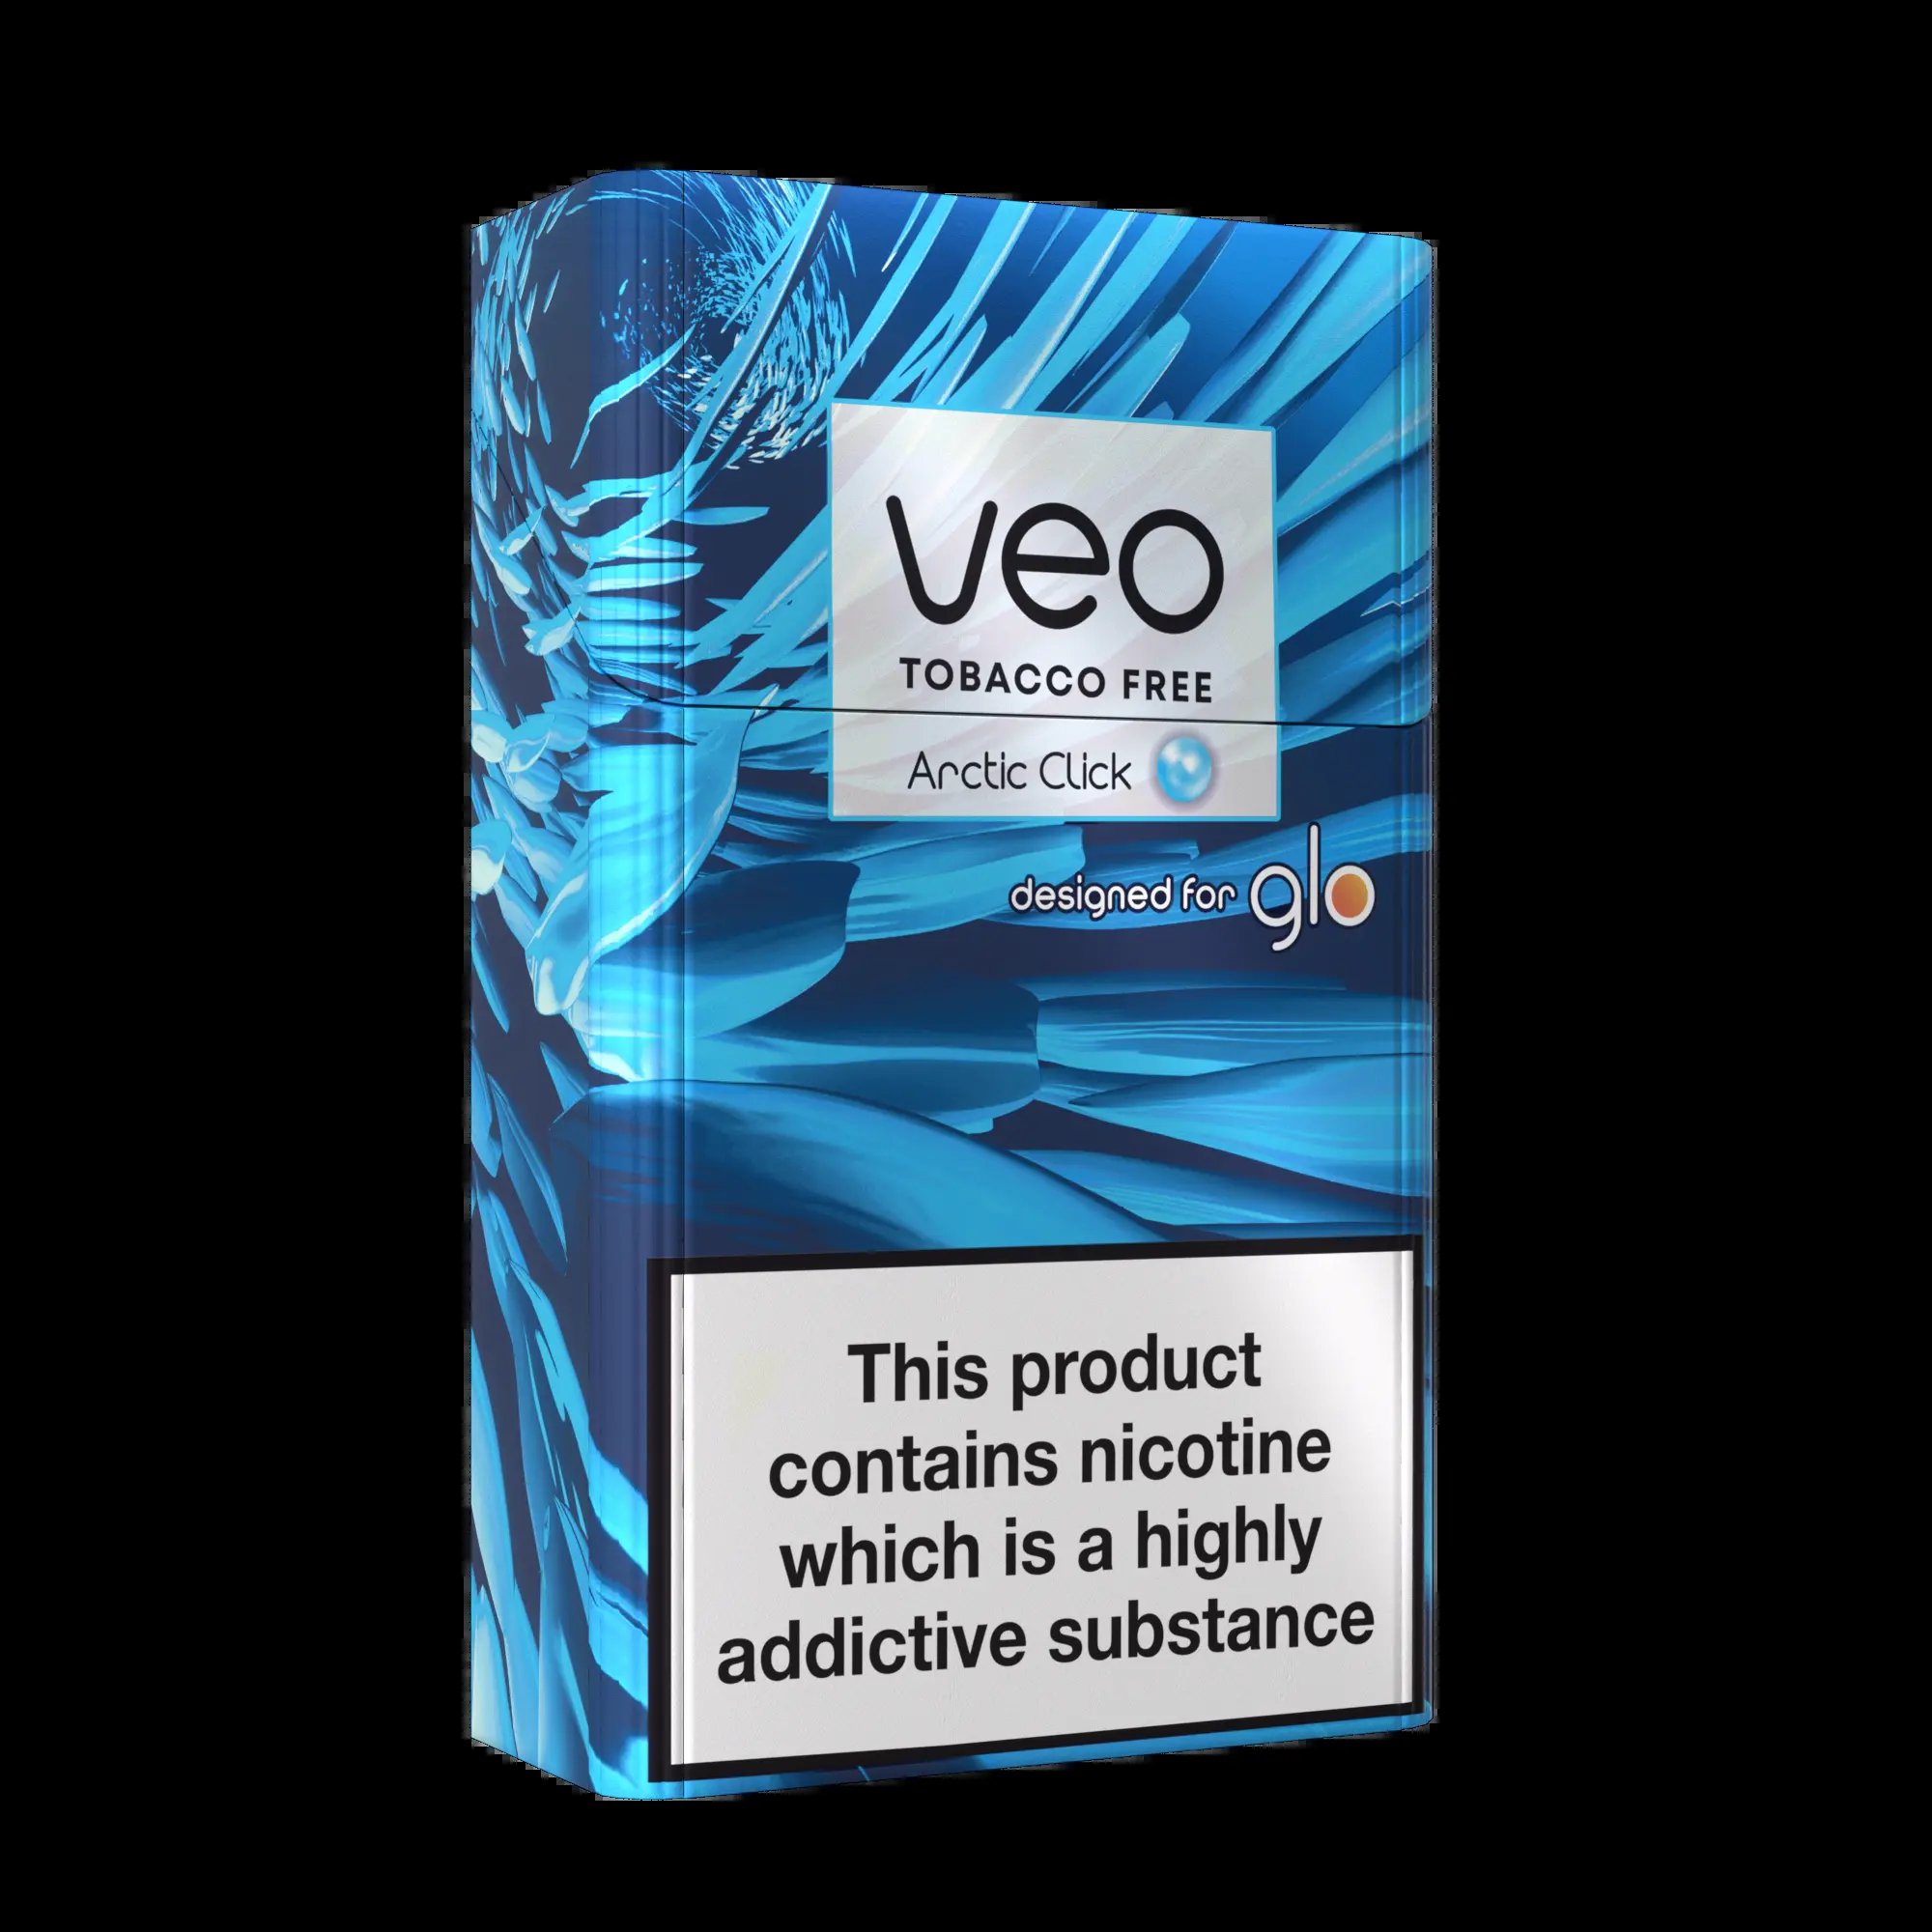 veo
TOBACCO FREE
Arctic Click
designed for glo
This product
contains nicotine
which is a highly
addictive substance